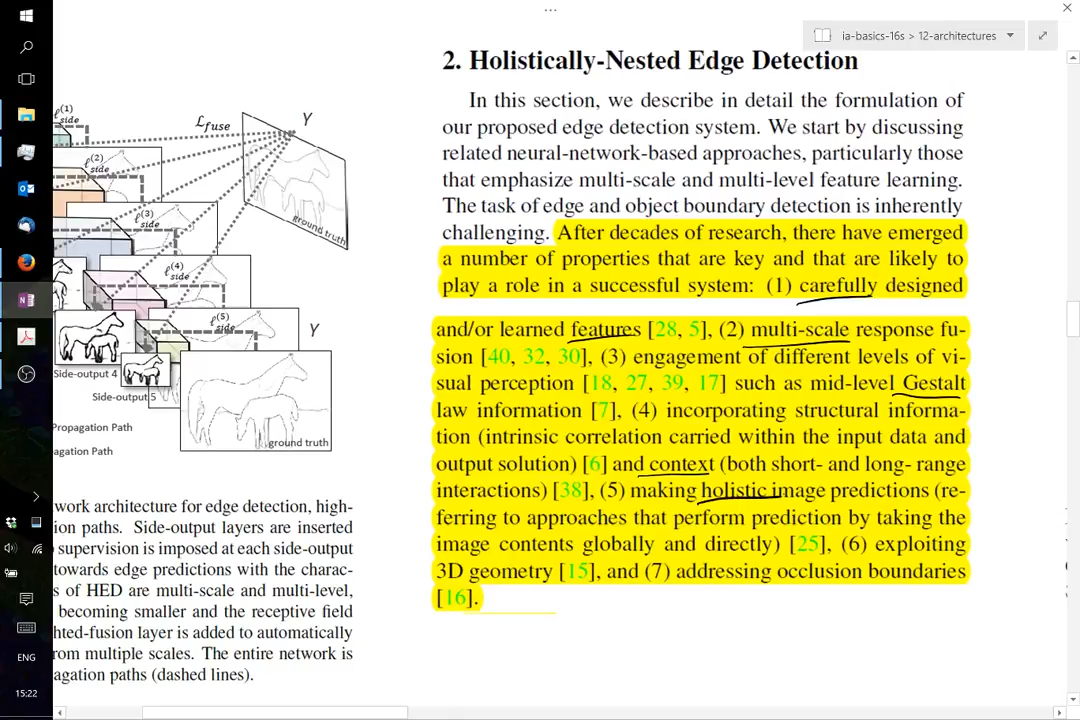 ia-basics-16s > 12-architectures
ℓ(1)side
ℒfuse
Y
ℓ(2)side
ℓ(3)side
ground truth
ℓ(4)side
ℓ(5)side
Y
Side-output 4
Side-output 5
Propagation Path
agation Path
ground truth
work architecture for edge detection, high-
ion paths. Side-output layers are inserted
supervision is imposed at each side-output
towards edge predictions with the charac-
s of HED are multi-scale and multi-level,
becoming smaller and the receptive field
hted-fusion layer is added to automatically
rom multiple scales. The entire network is
agation paths (dashed lines).
2. Holistically-Nested Edge Detection
In this section, we describe in detail the formulation of
our proposed edge detection system. We start by discussing
related neural-network-based approaches, particularly those
that emphasize multi-scale and multi-level feature learning.
The task of edge and object boundary detection is inherently
challenging. After decades of research, there have emerged
a number of properties that are key and that are likely to
play a role in a successful system: (1) carefully designed
and/or learned features [28, 5], (2) multi-scale response fu-
sion [40, 32, 30], (3) engagement of different levels of vi-
sual perception [18, 27, 39, 17] such as mid-level Gestalt
law information [7], (4) incorporating structural informa-
tion (intrinsic correlation carried within the input data and
output solution) [6] and context (both short- and long- range
interactions) [38], (5) making holistic image predictions (re-
ferring to approaches that perform prediction by taking the
image contents globally and directly) [25], (6) exploiting
3D geometry [15], and (7) addressing occlusion boundaries
[16].
ENG
15:22